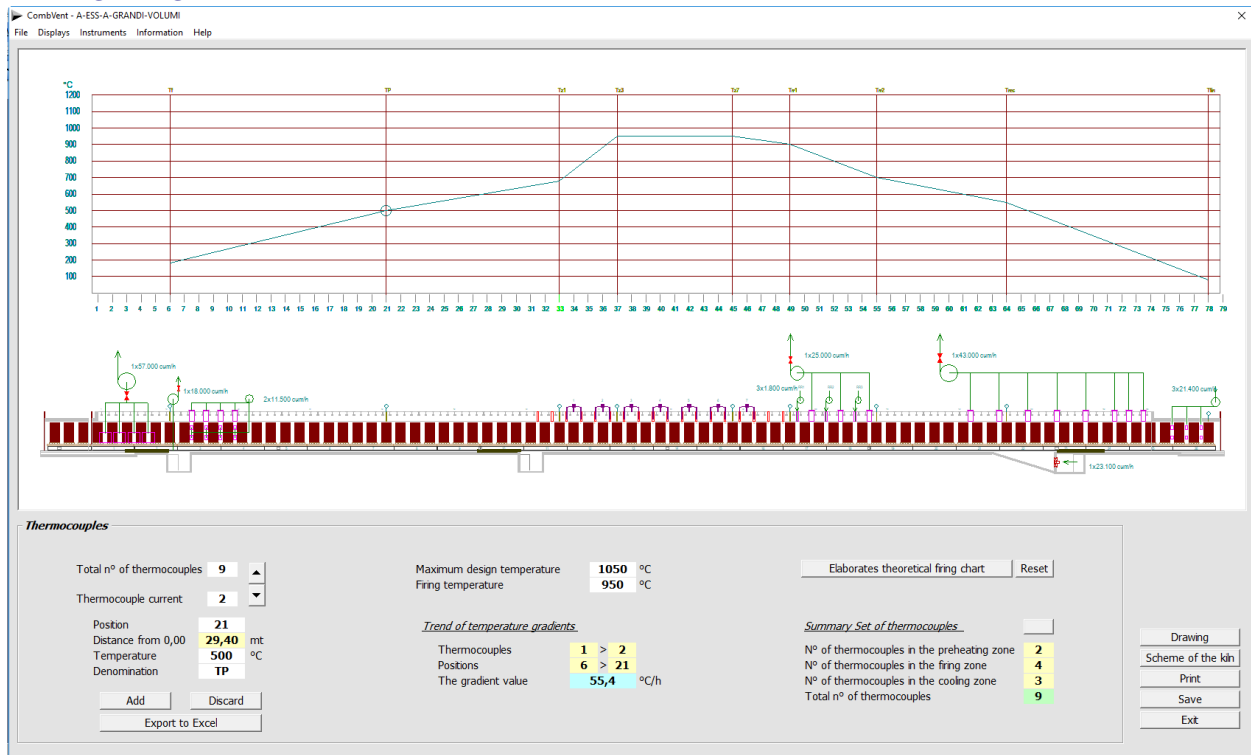 CombVent - A-ESS-A-GRANDI-VOLUMI
File Displays Instruments Information Help
°C
Tf TP Tz1 Tz3 Tz7 Tw1 Tw2
1200
1100
1000
900
800
700
600
500
400
300
200
100
1 2 3 4 5 6 7 8 9 10 11 12 13 14 15 16 17 18 19 20 21 22 23 24 25 26 27 28 29 30 31 32 33 34 35 36 37 38 39 40 41 42 43 44 45 46 47 48 49 50 51 52 53 54 55 56 57 58 59 60 61 62 63 64 65 66 67 68 69 70 71 72 73 74 75 76 77 78 79
1x57.000 cum/h
1x18.000 cum/h
2x11.500 cum/h
1x25.000 cum/h
3x1.800 cum/h
1x43.000 cum/h
3x21.400 cum/h
1x23.100 cum/h
Thermocouples
Total nº of thermocouples 9
Thermocouple current 2
Position 21
Distance from 0,00 29,40 mt
Temperature 500 °C
Denomination TP
Add Discard
Export to Excel
Maximum design temperature 1050 °C
Firing temperature 950 °C
Trend of temperature gradients
Thermocouples 1 > 2
Positions 6 > 21
The gradient value 55,4 °C/h
Elaborates theoretical firing chart Reset
Summary Set of thermocouples
Nº of thermocouples in the preheating zone 2
Nº of thermocouples in the firing zone 4
Nº of thermocouples in the cooling zone 3
Total nº of thermocouples 9
Drawing
Scheme of the kiln
Print
Save
Exit